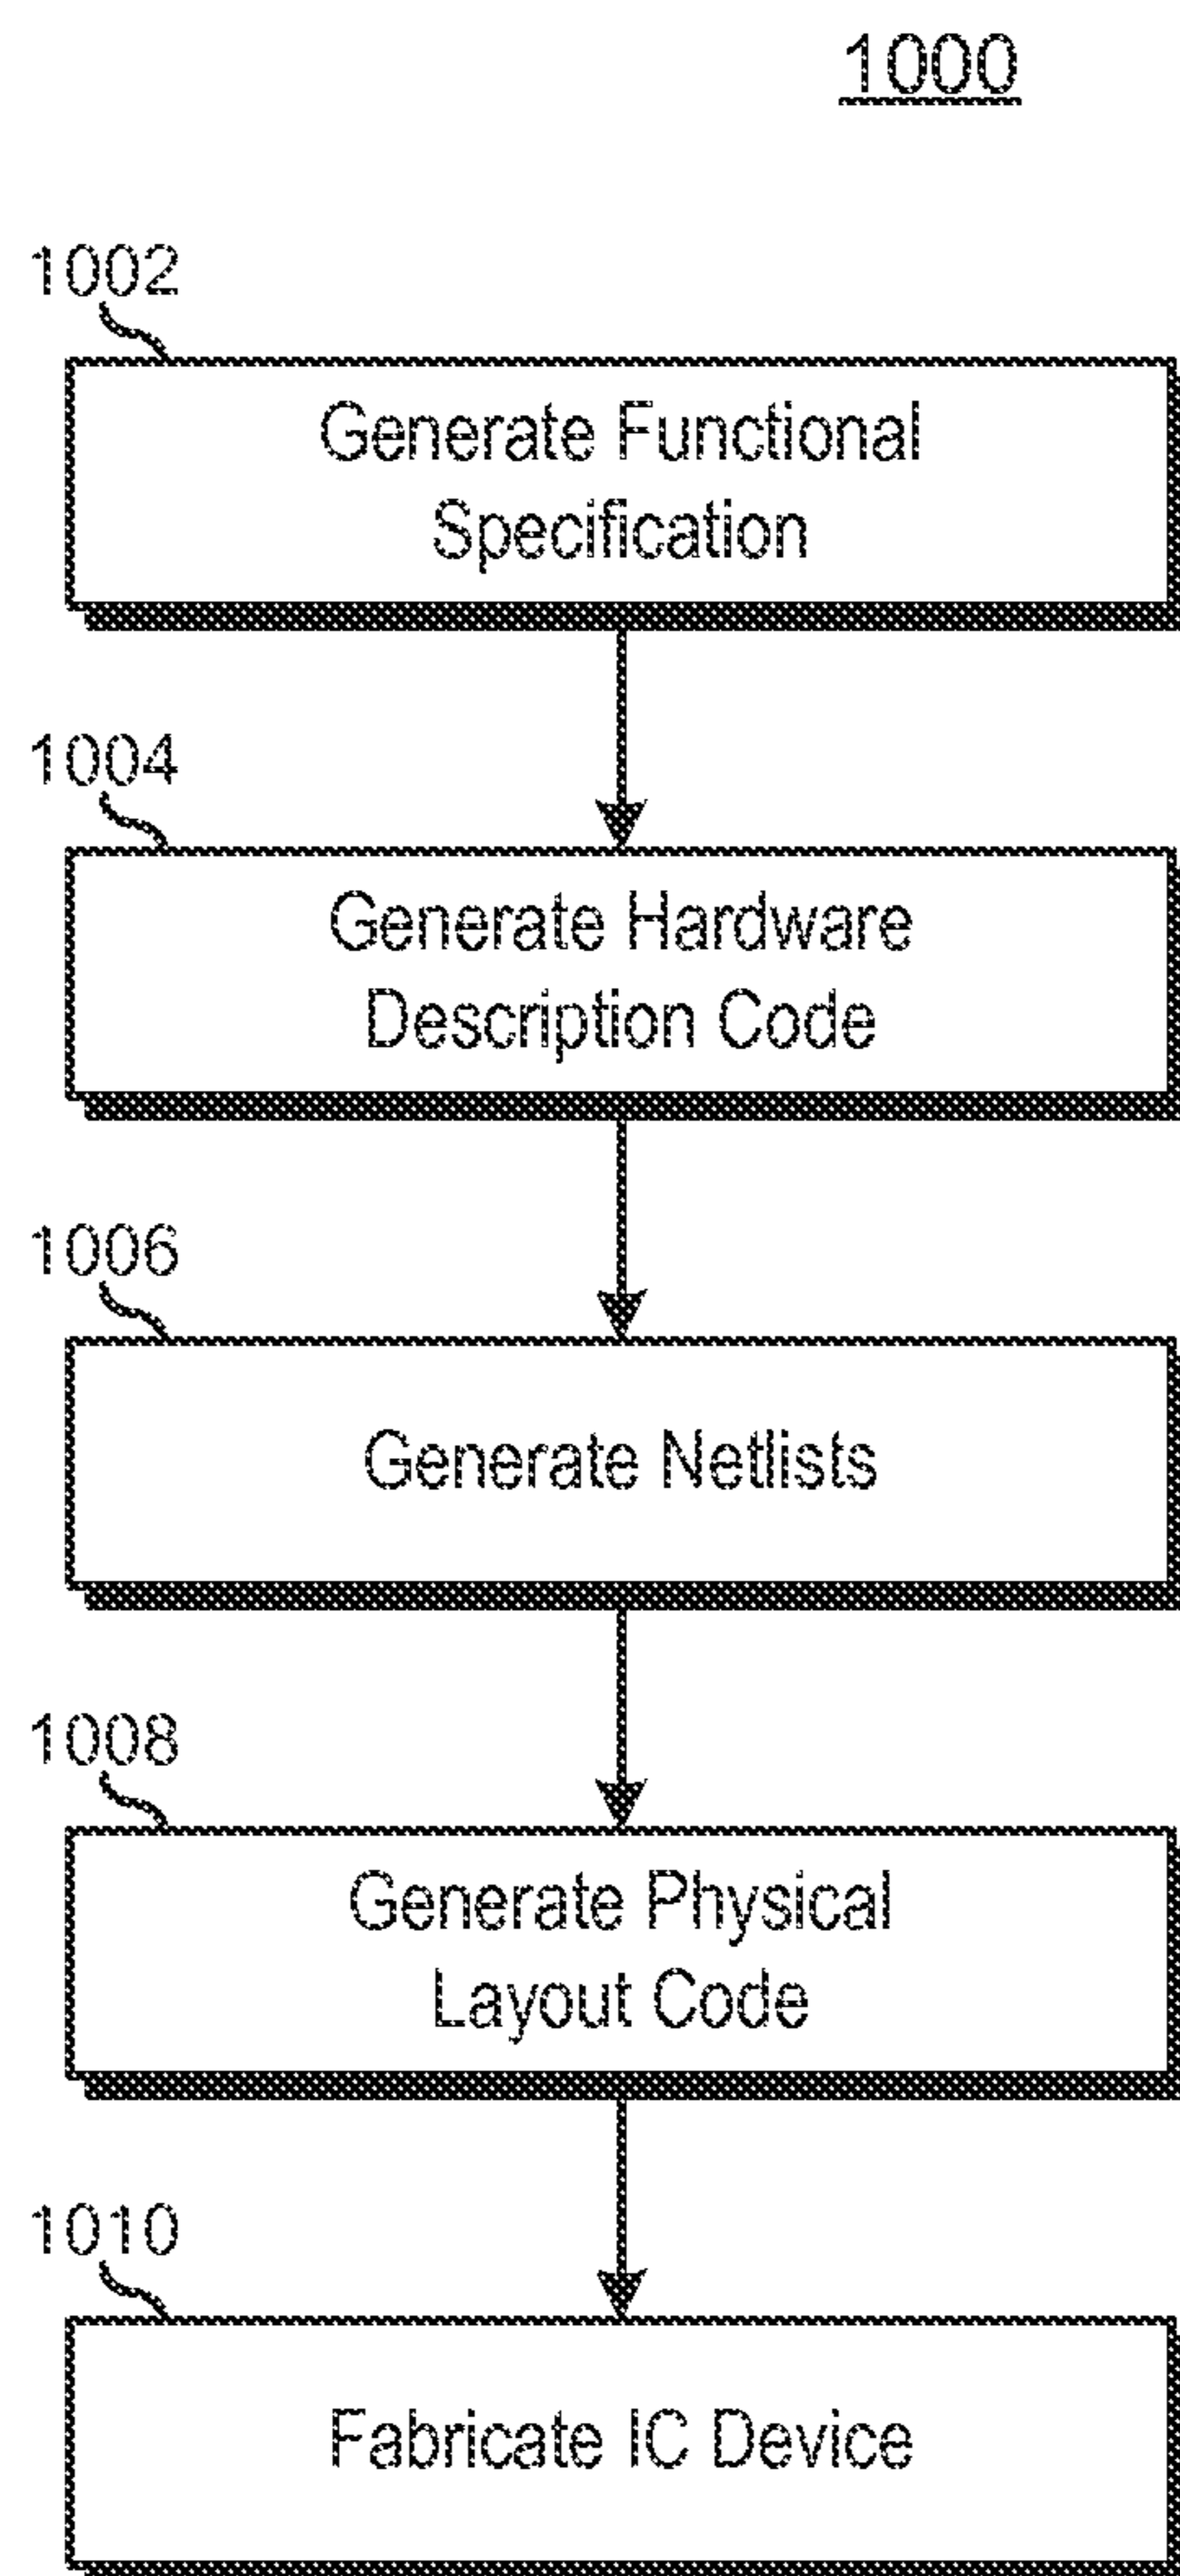 1000
1002
Generate Functional
Specification
1004
Generate Hardware
Description Code
1006
Generate Netlists
1008
Generate Physical
Layout Code
1010
Fabricate IC Device